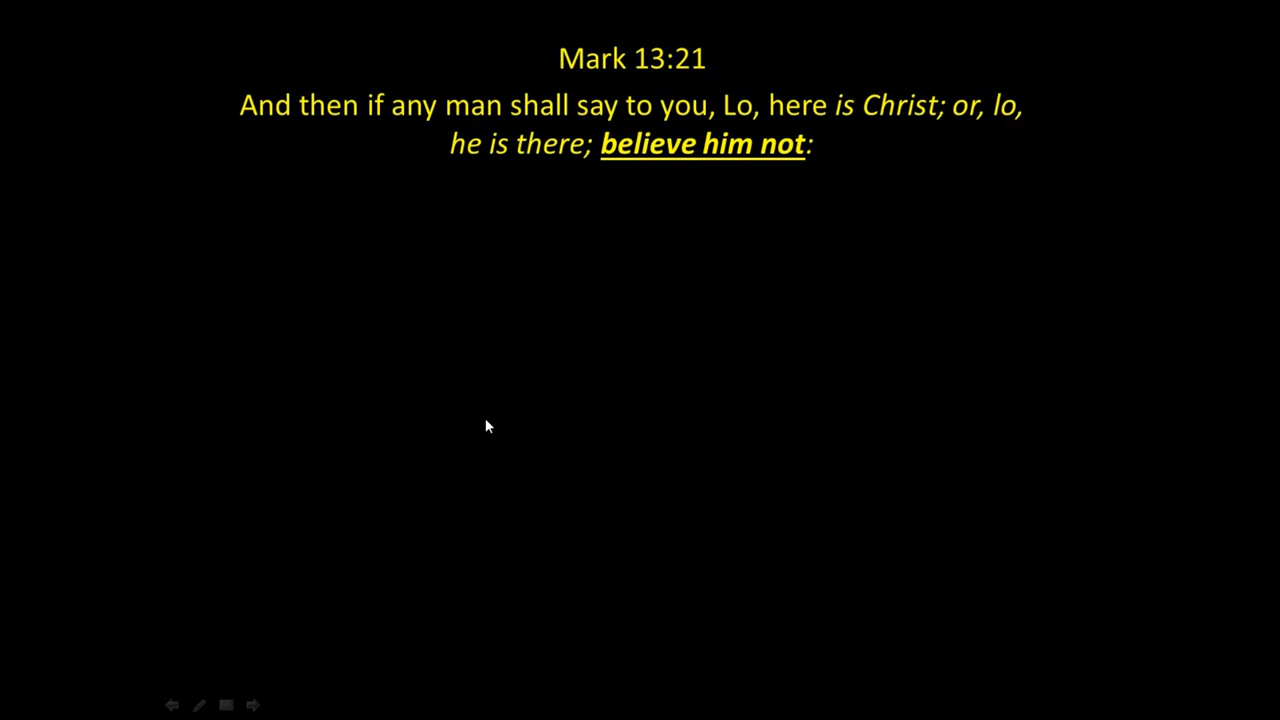 Mark 13:21
And then if any man shall say to you, Lo, here is Christ; or, lo,
he is there; believe him not: